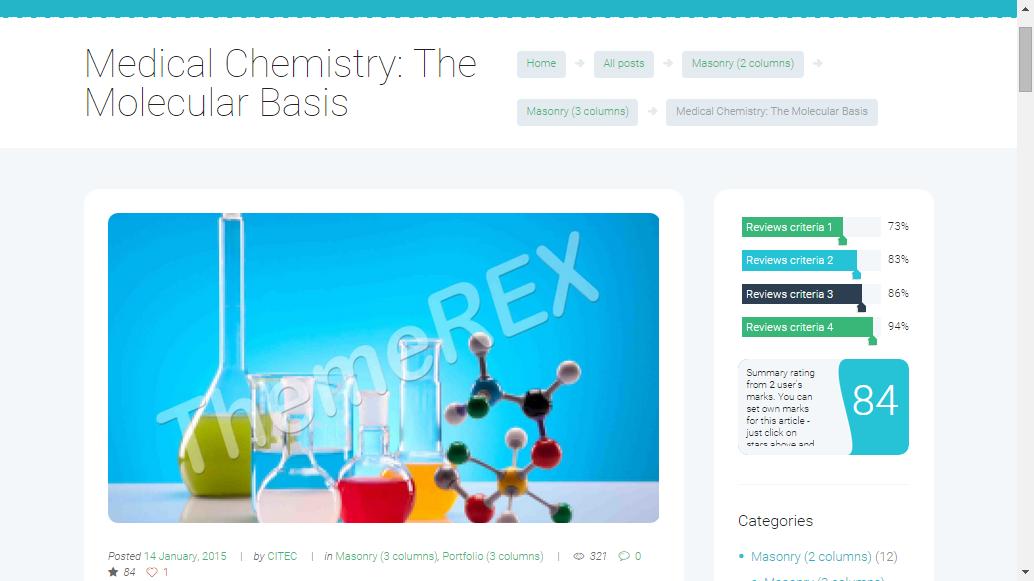 Medical Chemistry: The
Molecular Basis
Home
All posts
Masonry (2 columns)
Masonry (3 columns)
Medical Chemistry: The Molecular Basis
ThemeREX
Posted 14 January, 2015 | by CITEC | in Masonry (3 columns), Portfolio (3 columns) | 321 0
84 1
Reviews criteria 1 73%
Reviews criteria 2 83%
Reviews criteria 3 86%
Reviews criteria 4 94%
Summary rating
from 2 user's
marks. You can
set own marks
for this article -
just click on
stars above and
84
Categories
Masonry (2 columns) (12)
Masonry (3 columns)